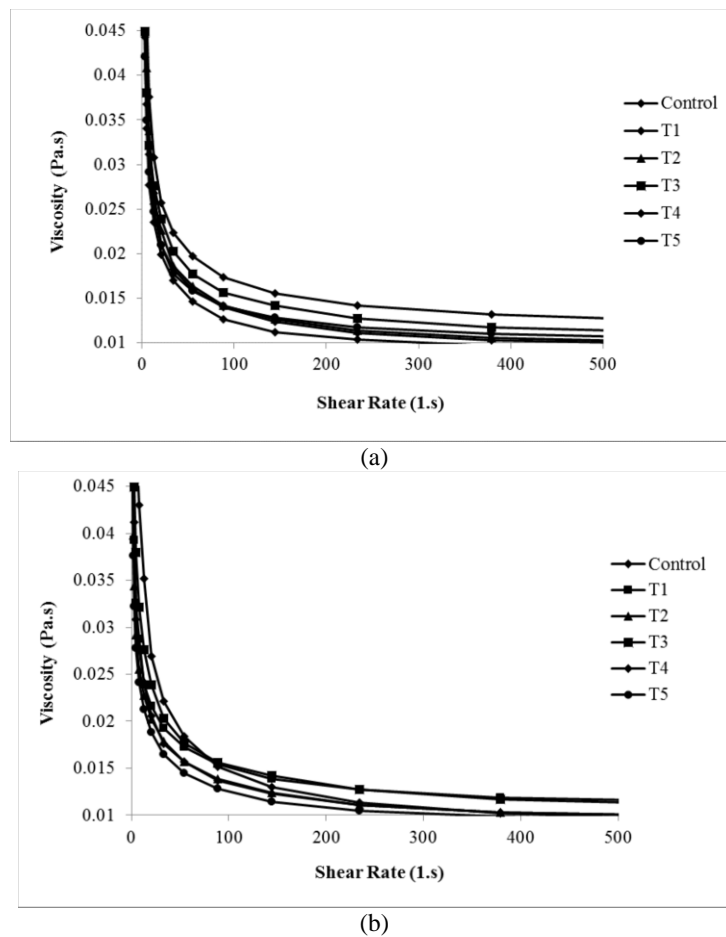 0.045
0.04
0.035
0.03
0.025
0.02
0.015
0.01
Viscosity (Pa.s)
0
100
200
300
400
500
Shear Rate (1.s)
Control
T1
T2
T3
T4
T5
(a)
0.045
0.04
0.035
0.03
0.025
0.02
0.015
0.01
Viscosity (Pa.s)
0
100
200
300
400
500
Shear Rate (1.s)
Control
T1
T2
T3
T4
T5
(b)